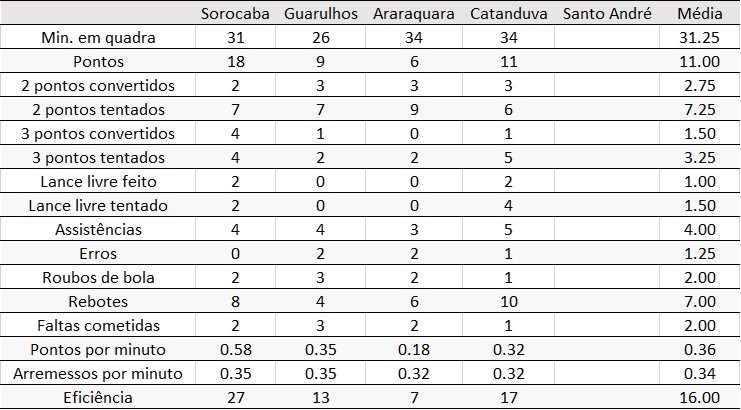 Sorocaba Guarulhos Araraquara Catanduva Santo André Média
Min. em quadra 31 26 34 34 31.25
Pontos 18 9 6 11 11.00
2 pontos convertidos 2 3 3 3 2.75
2 pontos tentados 7 7 9 6 7.25
3 pontos convertidos 4 1 0 1 1.50
3 pontos tentados 4 2 2 5 3.25
Lance livre feito 2 0 0 2 1.00
Lance livre tentado 2 0 0 4 1.50
Assistências 4 4 3 5 4.00
Erros 0 2 2 1 1.25
Roubos de bola 2 3 2 1 2.00
Rebotes 8 4 6 10 7.00
Faltas cometidas 2 3 2 1 2.00
Pontos por minuto 0.58 0.35 0.18 0.32 0.36
Arremessos por minuto 0.35 0.35 0.32 0.32 0.34
Eficiência 27 13 7 17 16.00